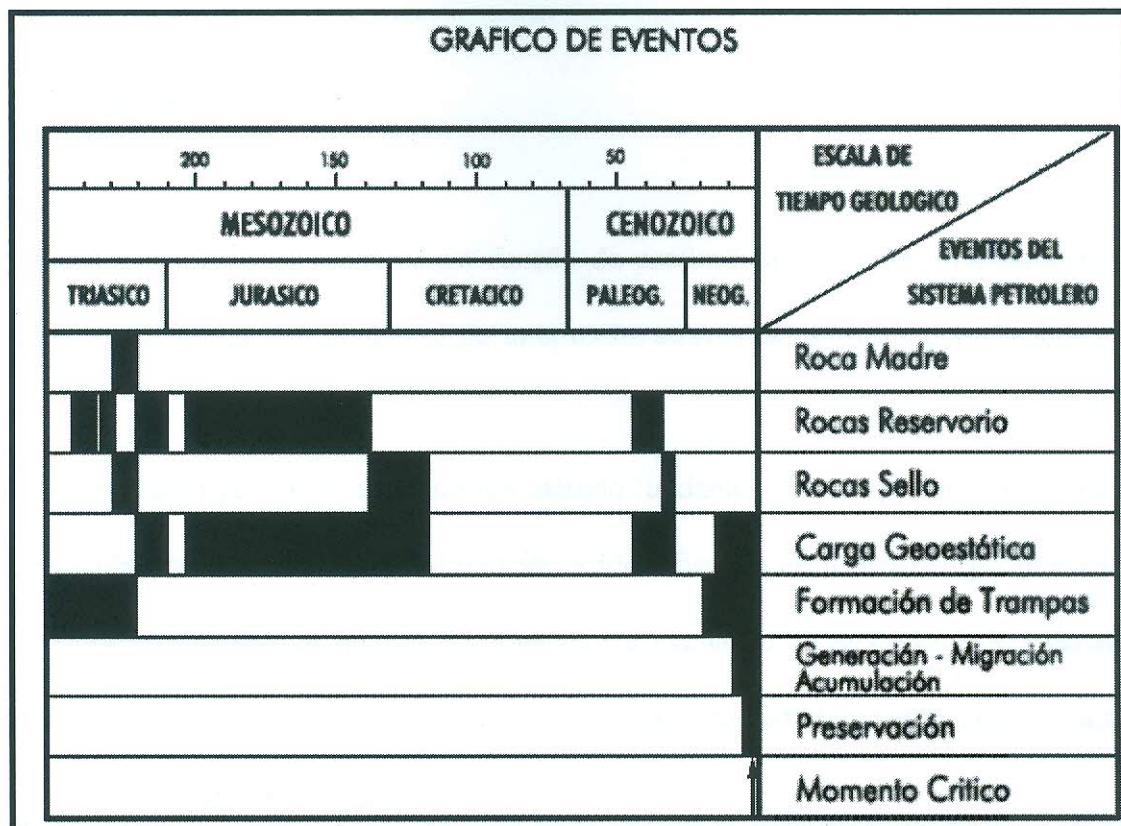 GRAFICO DE EVENTOS
200 150 100 50
ESCALA DE
TIEMPO GEOLOGICO
EVENTOS DEL
SISTEMA PETROLERO
MESOZOICO CENOZOICO
TRIASICO JURASICO CRETACICO PALEOG. NEOG.
Roca Madre
Rocas Reservorio
Rocas Sello
Carga Geoestática
Formación de Trampas
Generación - Migración
Acumulación
Preservación
Momento Critico